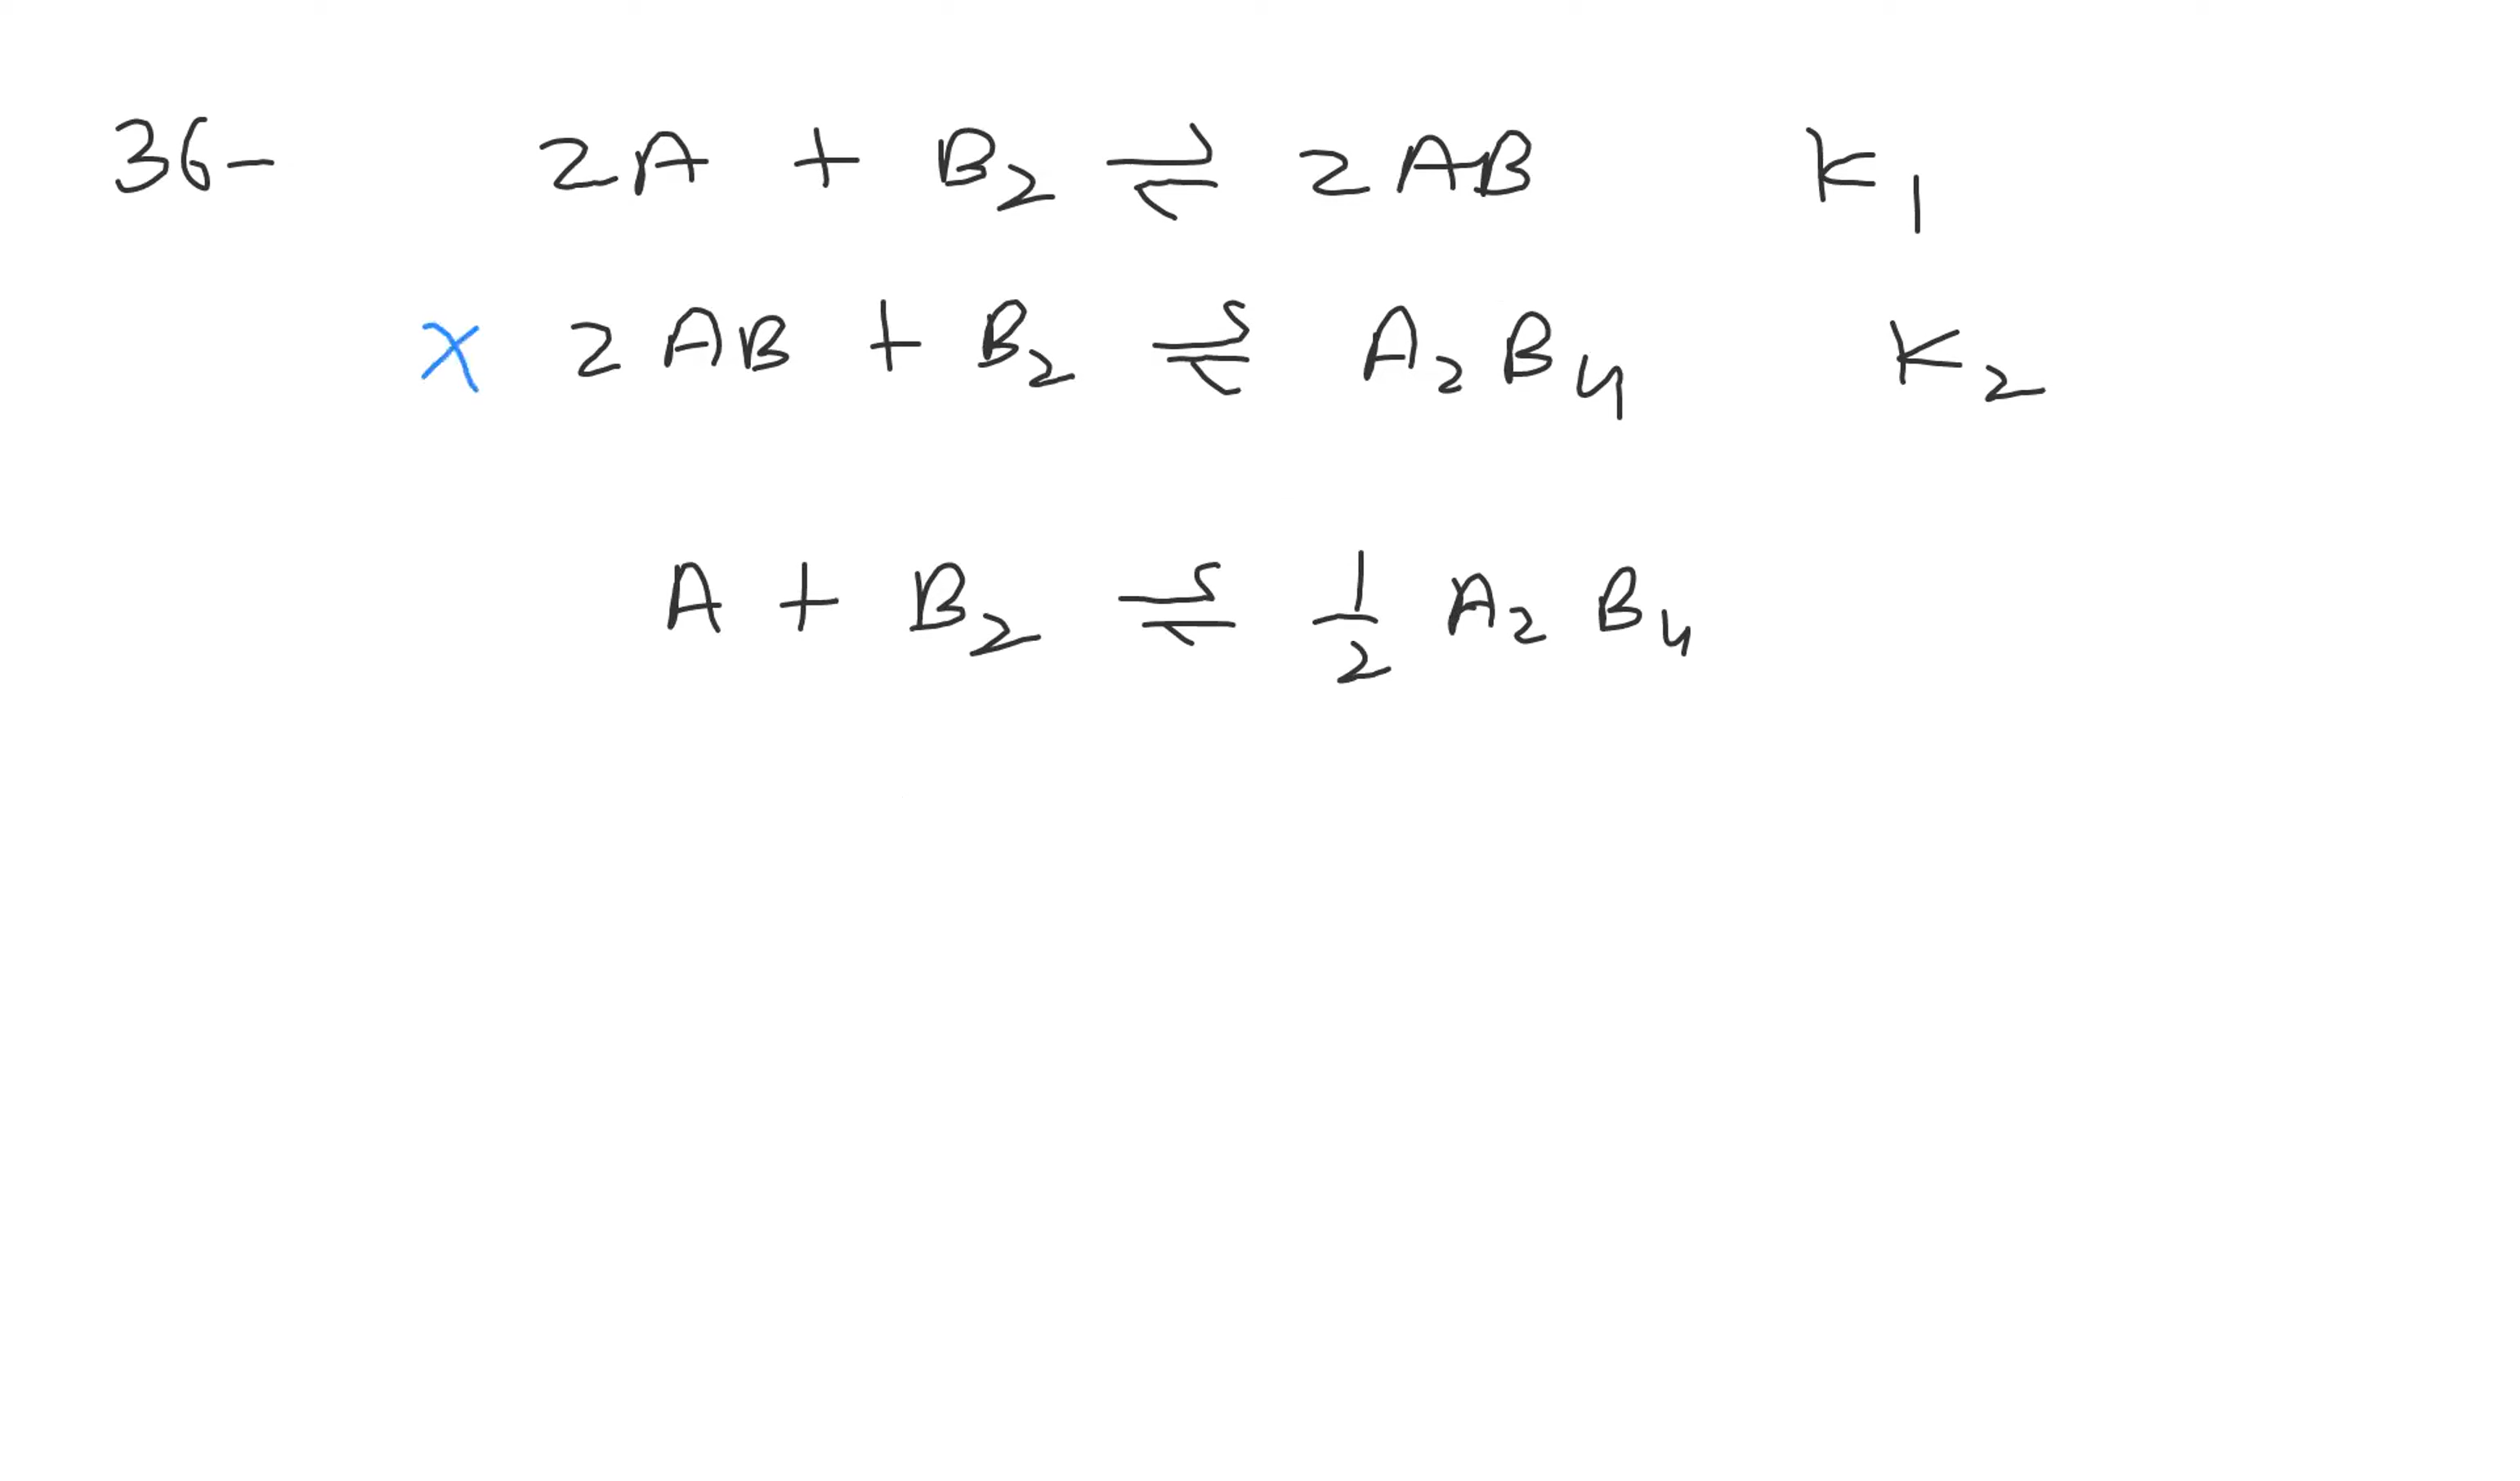 36- 2A + B₂ ⇌ 2AB K₁
x 2AB + B₂ ⇌ A₂B₄ K₂
A + B₂ ⇌ 1/2 A₂B₄